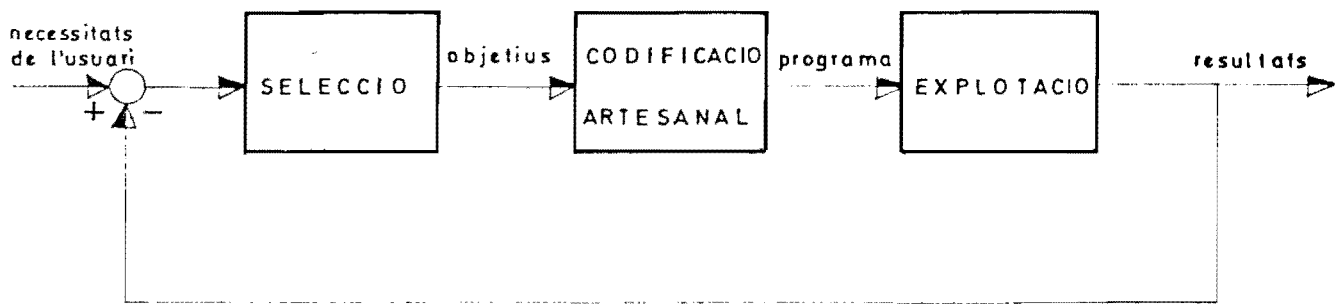 necessitats
de l'usuari
+ -
SELECCIO
objetius
CODIFICACIO
ARTESANAL
programa
EXPLOTACIO
resultats